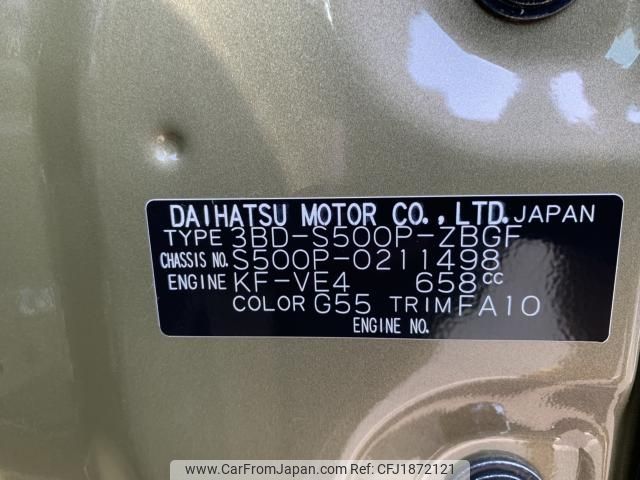 DAIHATSU MOTOR CO., LTD. JAPAN
TYPE 3BD-S500P-ZBGF
CHASSIS NO. S500P-0211498
ENGINE KF-VE4 658CC
COLOR G55 TRIM FA10
ENGINE NO.
www.CarFromJapan.com Ref: CFJ1872121